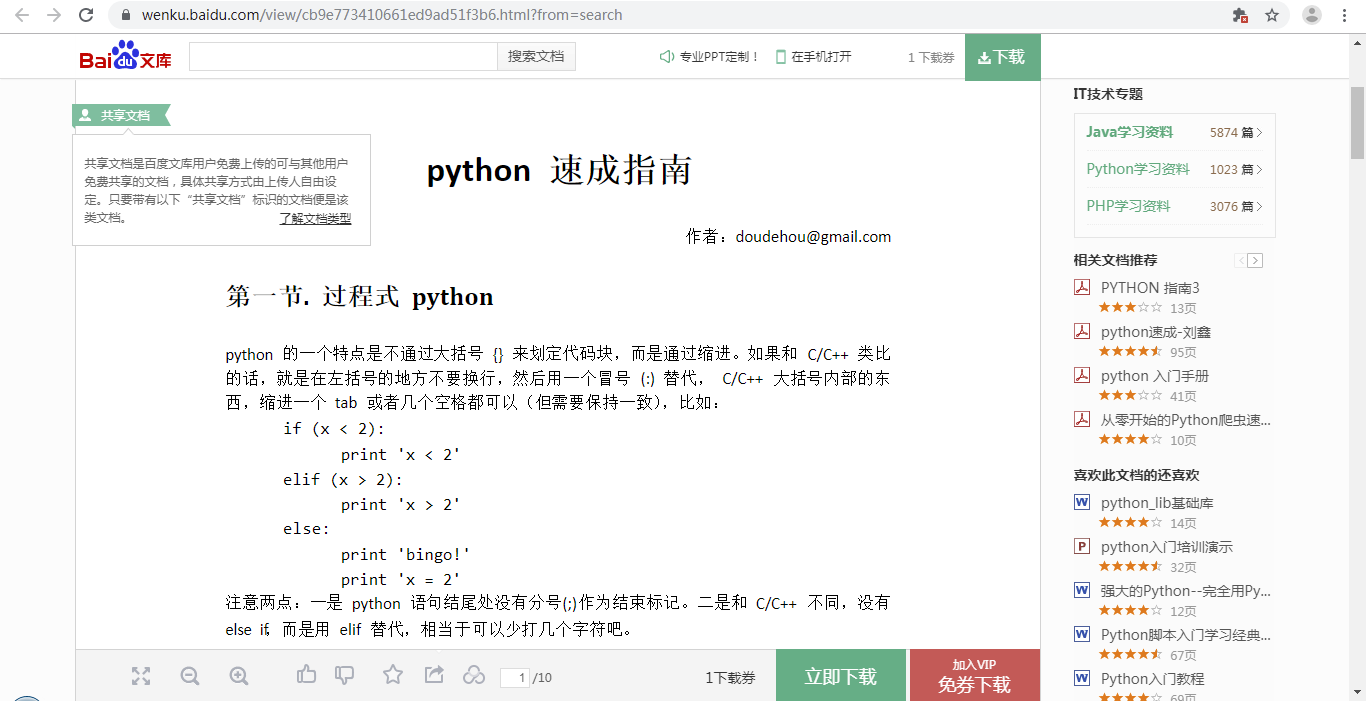 wenku.baidu.com/view/cb9e773410661ed9ad51f3b6.html?from=search
Bai du 文库
搜索文档
专业PPT定制！
在手机打开
1 下载券
下载
共享文档
共享文档是百度文库用户免费上传的可与其他用户
免费共享的文档，具体共享方式由上传人自由设
定。只要带有以下“共享文档”标识的文档便是该
类文档。
了解文档类型
python 速成指南
作者：doudehou@gmail.com
第一节. 过程式 python
python 的一个特点是不通过大括号 {} 来划定代码块，而是通过缩进。如果和 C/C++ 类比
的话，就是在左括号的地方不要换行，然后用一个冒号 (:) 替代， C/C++ 大括号内部的东
西，缩进一个 tab 或者几个空格都可以（但需要保持一致），比如：
if (x < 2):
print 'x < 2'
elif (x > 2):
print 'x > 2'
else:
print 'bingo!'
print 'x = 2'
注意两点：一是 python 语句结尾处没有分号(;)作为结束标记。二是和 C/C++ 不同，没有
else if，而是用 elif 替代，相当于可以少打几个字符吧。
1 /10
1下载券
立即下载
加入VIP
免券下载
IT技术专题
Java学习资料 5874 篇
Python学习资料 1023 篇
PHP学习资料 3076 篇
相关文档推荐
PYTHON 指南3
13页
python速成-刘鑫
95页
python 入门手册
41页
从零开始的Python爬虫速...
10页
喜欢此文档的还喜欢
python_lib基础库
14页
python入门培训演示
32页
强大的Python--完全用Py...
12页
Python脚本入门学习经典...
67页
Python入门教程
69页